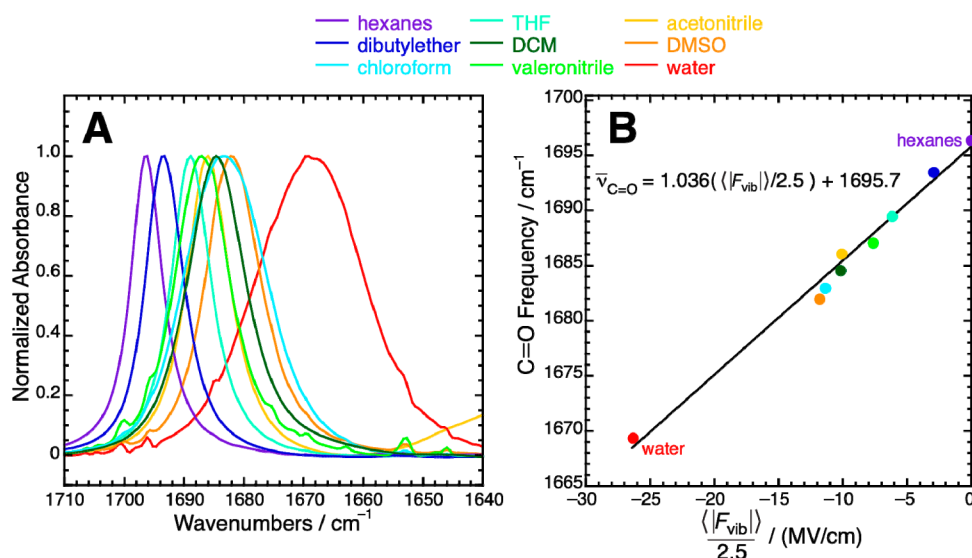 hexanes THF acetonitrile
dibutylether DCM DMSO
chloroform valeronitrile water
A
Normalized Absorbance
1.0
0.8
0.6
0.4
0.2
0
1710 1700 1690 1680 1670 1660 1650 1640
Wavenumbers / cm⁻¹
B
C=O Frequency / cm⁻¹
1700
1695
1690
1685
1680
1675
1670
1665
hexanes
ν̅C=O = 1.036(⟨|Fvib|⟩/2.5 ) + 1695.7
water
−30 −25 −20 −15 −10 −5 0
⟨|Fvib|⟩
2.5 / (MV/cm)